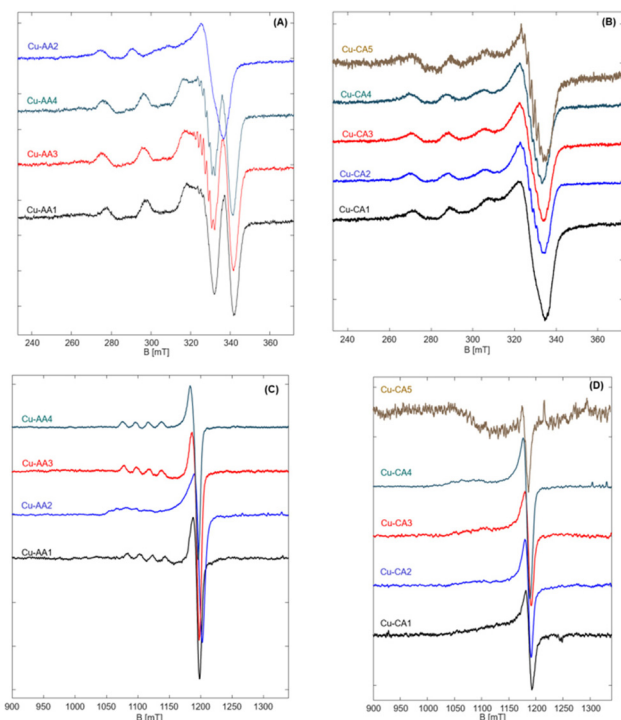 (A)
Cu-AA2
Cu-AA4
Cu-AA3
Cu-AA1
240 260 280 300 320 340 360
B [mT]
(B)
Cu-CA5
Cu-CA4
Cu-CA3
Cu-CA2
Cu-CA1
240 260 280 300 320 340 360
B [mT]
(C)
Cu-AA4
Cu-AA3
Cu-AA2
Cu-AA1
900 950 1000 1050 1100 1150 1200 1250 1300
B [mT]
(D)
Cu-CA5
Cu-CA4
Cu-CA3
Cu-CA2
Cu-CA1
900 950 1000 1050 1100 1150 1200 1250 1300
B [mT]